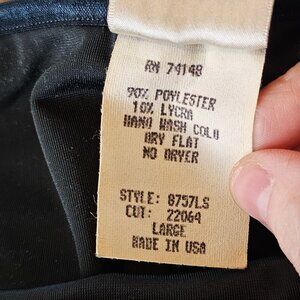 RN 74148
90% POYLESTER
10% LYCRA
HAND WASH COLD
DRY FLAT
NO DRYER
STYLE: 8757LS
CUT: 22064
LARGE
MADE IN USA